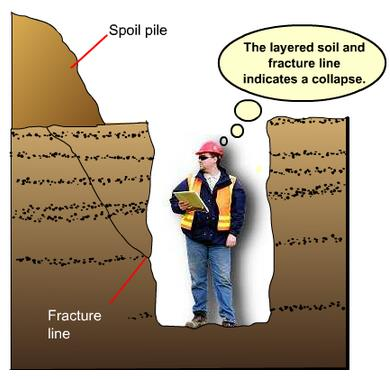 Spoil pile
The layered soil and
fracture line
indicates a collapse.
Fracture
line